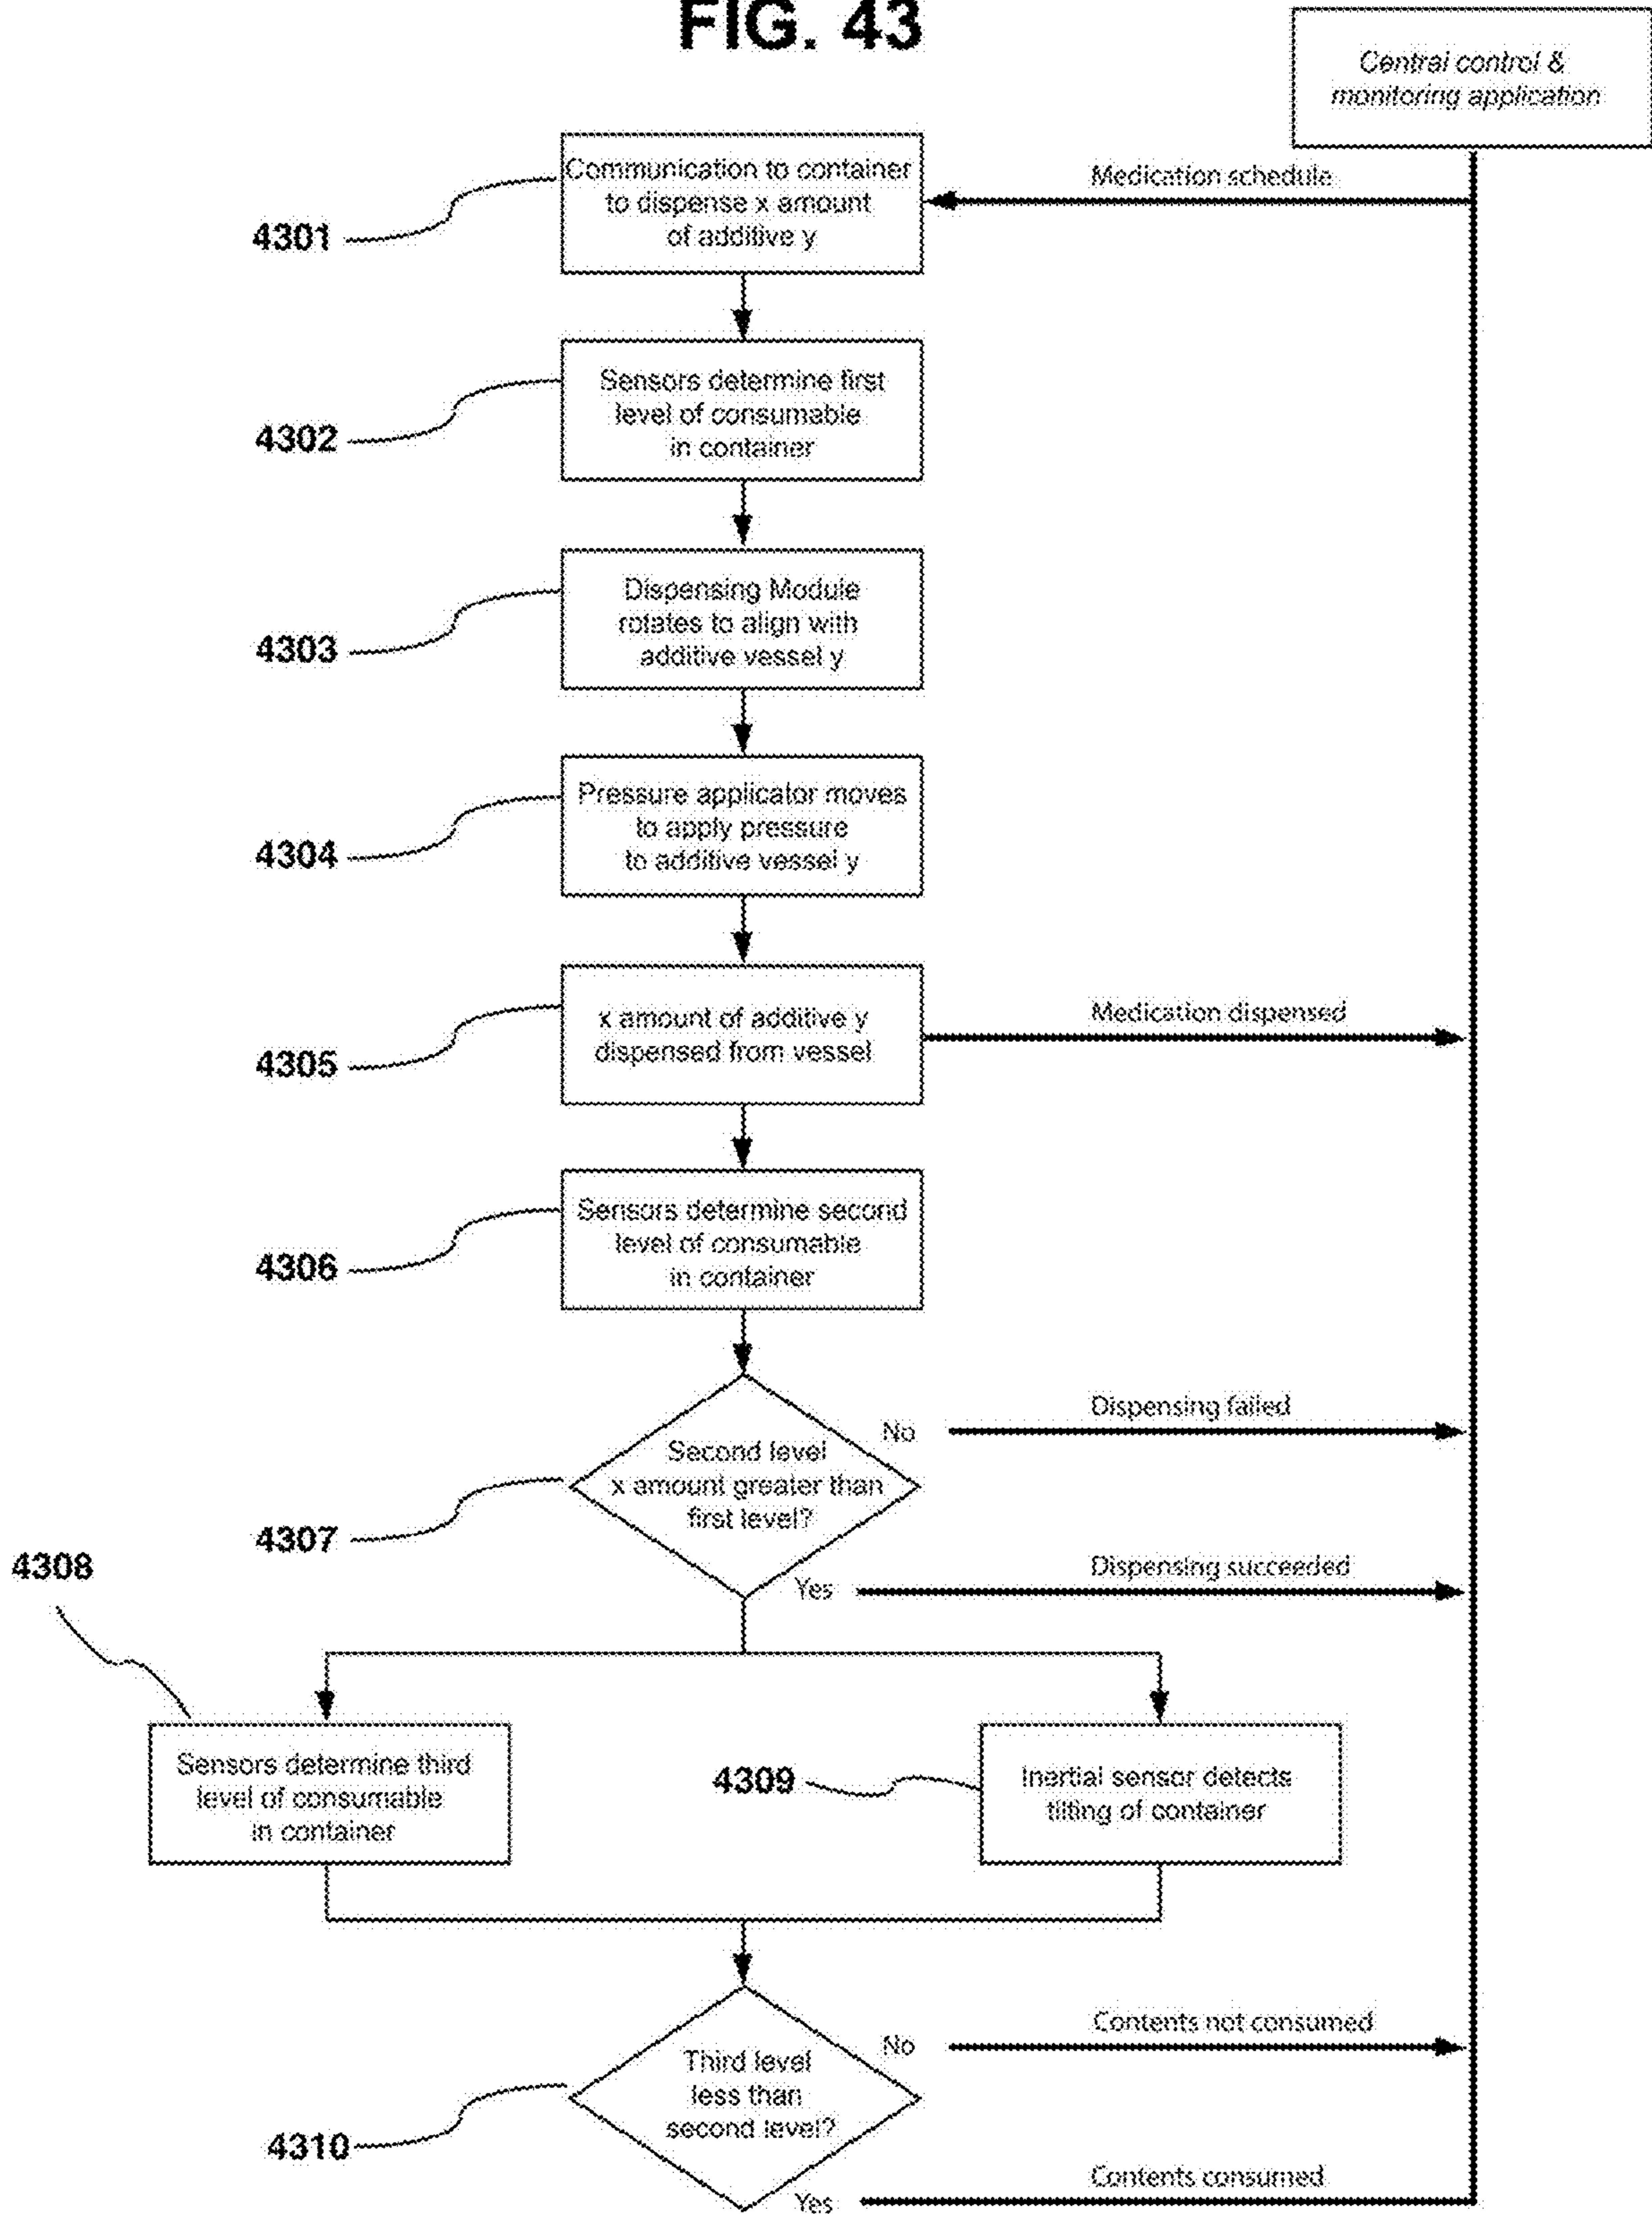 FIG. 43
Central control &
monitoring application
Communication to container
to dispense x amount
of additive y
Medication schedule
4301
Sensors determine first
level of consumable
in container
4302
Dispensing Module
rotates to align with
additive vessel y
4303
Pressure applicator moves
to apply pressure
to additive vessel y
4304
x amount of additive y
dispensed from vessel
Medication dispensed
4305
Sensors determine second
level of consumable
in container
4306
Second level
x amount greater than
first level?
No
Dispensing failed
4307
Yes
Dispensing succeeded
4308
Sensors determine third
level of consumable
in container
4309
Inertial sensor detects
tilting of container
Third level
less than
second level?
No
Contents not consumed
4310
Yes
Contents consumed